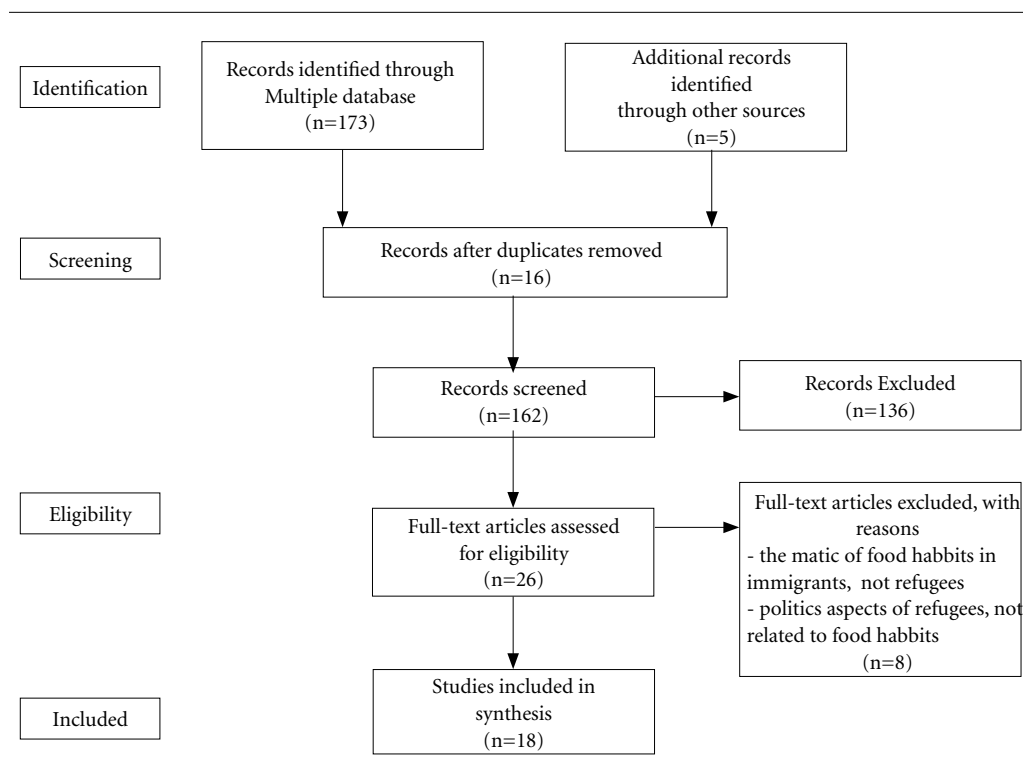 Identification
Records identified through
Multiple database
(n=173)
Additional records
identified
through other sources
(n=5)
Screening
Records after duplicates removed
(n=16)
Records screened
(n=162)
Records Excluded
(n=136)
Eligibility
Full-text articles assessed
for eligibility
(n=26)
Full-text articles excluded, with
reasons
- the matic of food habbits in
immigrants, not refugees
- politics aspects of refugees, not
related to food habbits
(n=8)
Included
Studies included in
synthesis
(n=18)